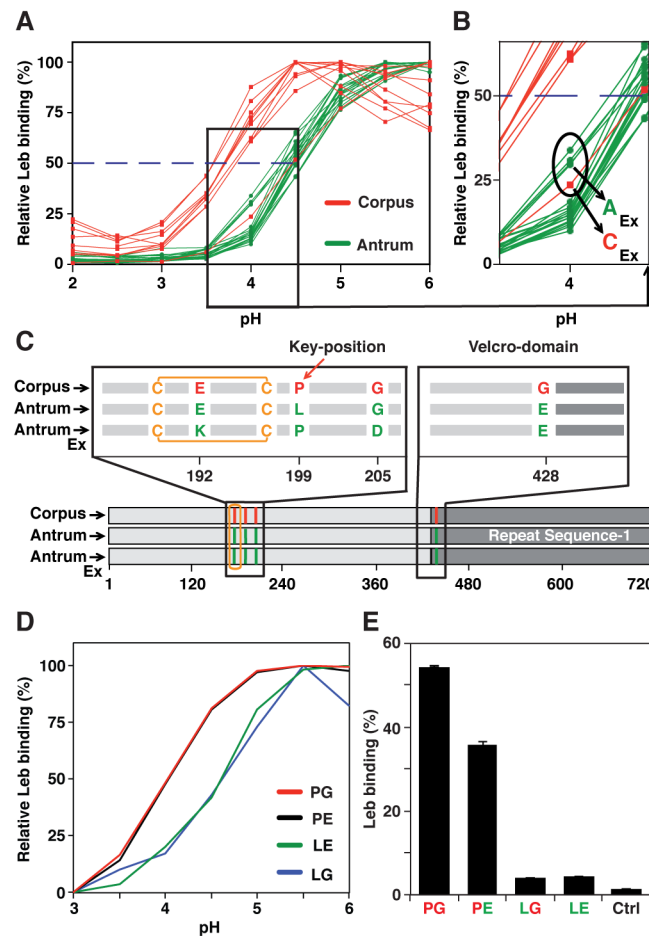 A
Relative Leb binding (%)
100
75
50
25
0
2 3 4 5 6
pH
Corpus
Antrum
B
Relative Leb binding (%)
50
25
0
4
pH
A Ex
C Ex
C
Key-position
Velcro-domain
Corpus C E C P G G
Antrum C E C L G E
Antrum Ex C K C P D E
192 199 205 428
Corpus
Antrum Repeat Sequence-1
Antrum
Ex
1 120 240 360 480 600 720
D
Relative Leb binding (%)
100
75
50
25
0
3 4 5 6
pH
PG
PE
LE
LG
E
Leb binding (%)
60
40
20
0
PG PE LG LE Ctrl